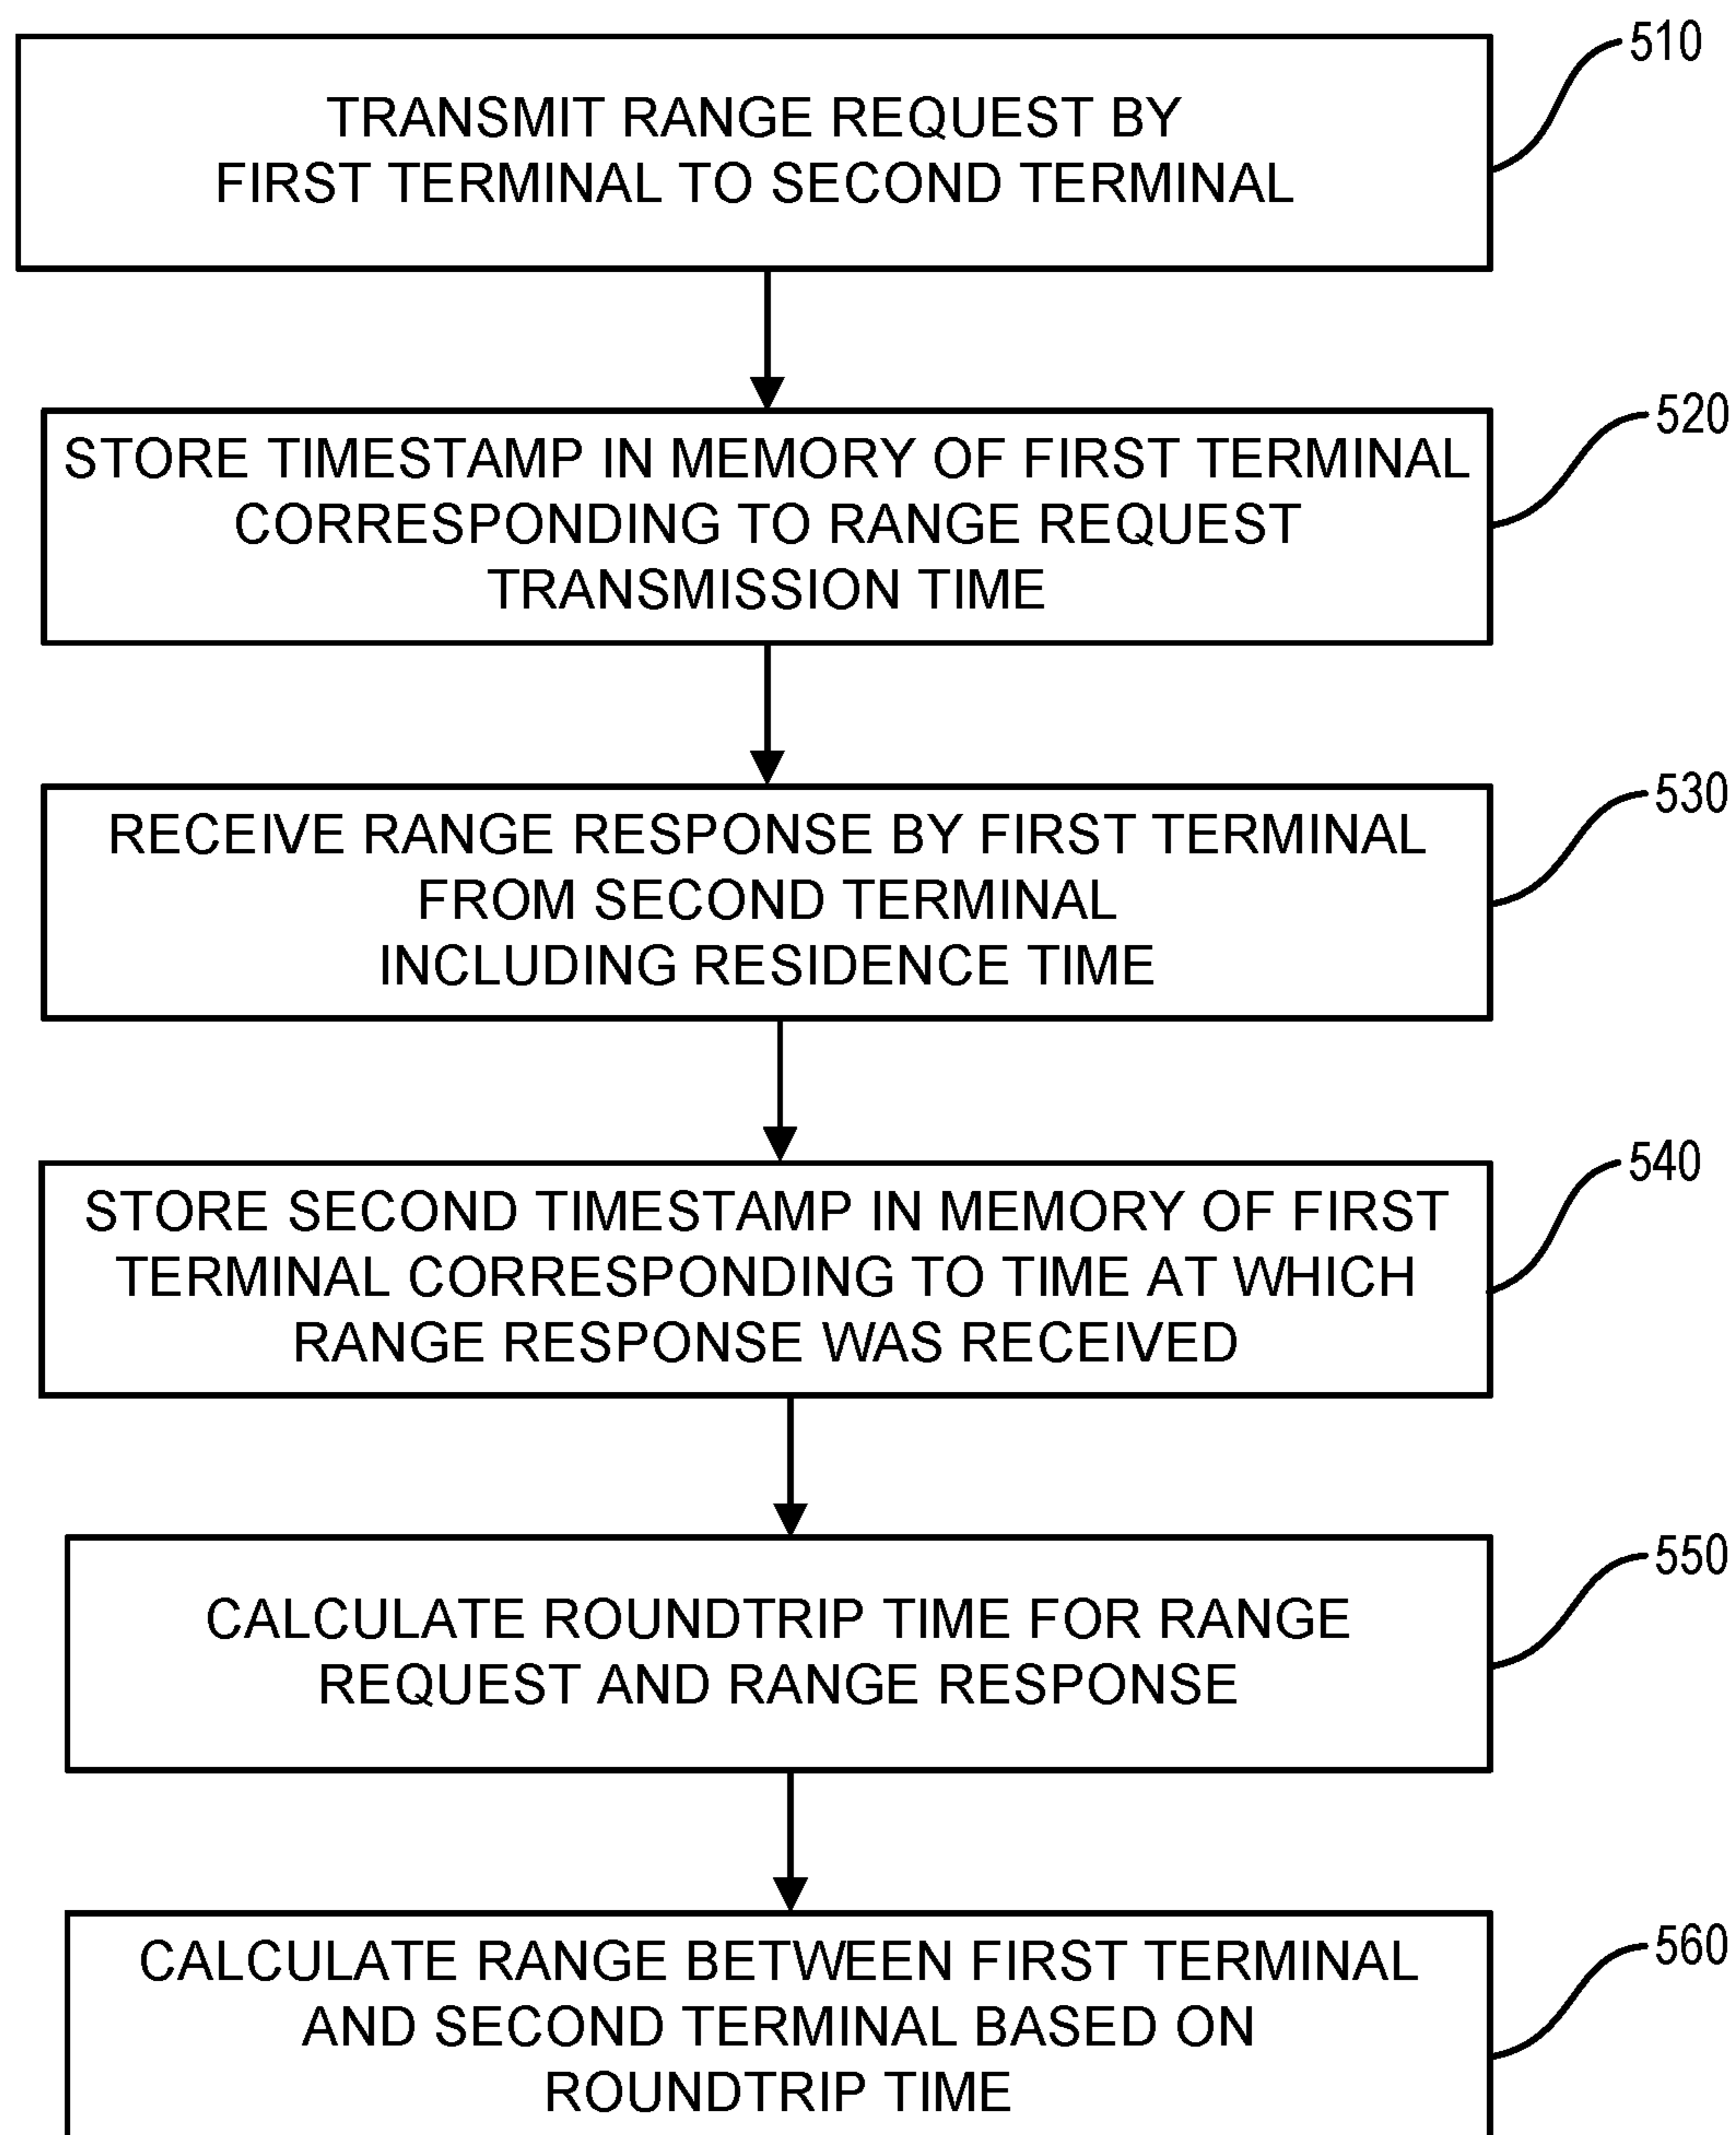 510
TRANSMIT RANGE REQUEST BY
FIRST TERMINAL TO SECOND TERMINAL
520
STORE TIMESTAMP IN MEMORY OF FIRST TERMINAL
CORRESPONDING TO RANGE REQUEST
TRANSMISSION TIME
530
RECEIVE RANGE RESPONSE BY FIRST TERMINAL
FROM SECOND TERMINAL
INCLUDING RESIDENCE TIME
540
STORE SECOND TIMESTAMP IN MEMORY OF FIRST
TERMINAL CORRESPONDING TO TIME AT WHICH
RANGE RESPONSE WAS RECEIVED
550
CALCULATE ROUNDTRIP TIME FOR RANGE
REQUEST AND RANGE RESPONSE
560
CALCULATE RANGE BETWEEN FIRST TERMINAL
AND SECOND TERMINAL BASED ON
ROUNDTRIP TIME